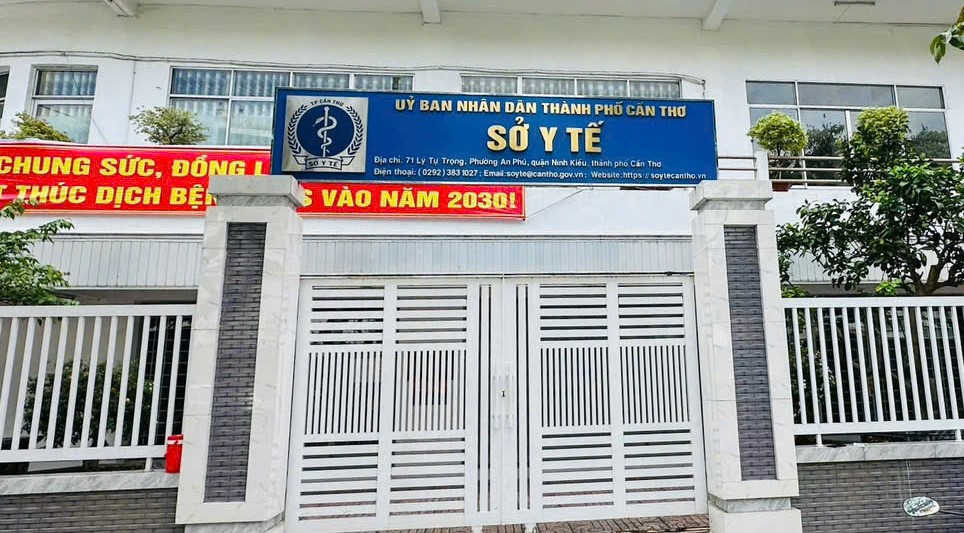 TP CẦN THƠ
SỞ Y TẾ
UỶ BAN NHÂN DÂN THÀNH PHỐ CẦN THƠ
SỞ Y TẾ
Địa chỉ: 71 Lý Tự Trọng, Phường An Phú, quận Ninh Kiều, thành phố Cần Thơ
Điện thoại: (0292) 383 1027; Email:soyte@cantho.gov.vn; Website:https://soytecantho.vn
CHUNG SỨC, ĐỒNG
THÚC DỊCH BỆN S VÀO NĂM 2030!